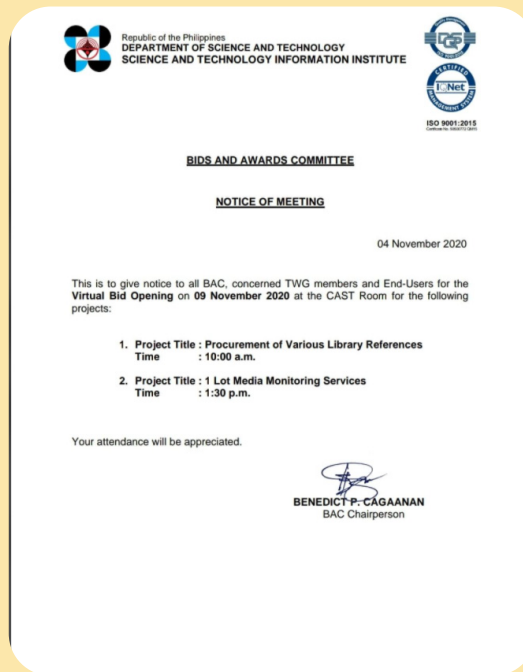 Republic of the Philippines
DEPARTMENT OF SCIENCE AND TECHNOLOGY
SCIENCE AND TECHNOLOGY INFORMATION INSTITUTE
CERTIFIED
IQNet
MANAGEMENT SYSTEM
ISO 9001:2015
BIDS AND AWARDS COMMITTEE
NOTICE OF MEETING
04 November 2020
This is to give notice to all BAC, concerned TWG members and End-Users for the
Virtual Bid Opening on 09 November 2020 at the CAST Room for the following
projects:
1. Project Title : Procurement of Various Library References
Time : 10:00 a.m.
2. Project Title : 1 Lot Media Monitoring Services
Time : 1:30 p.m.
Your attendance will be appreciated.
BENEDICT P. CAGAANAN
BAC Chairperson